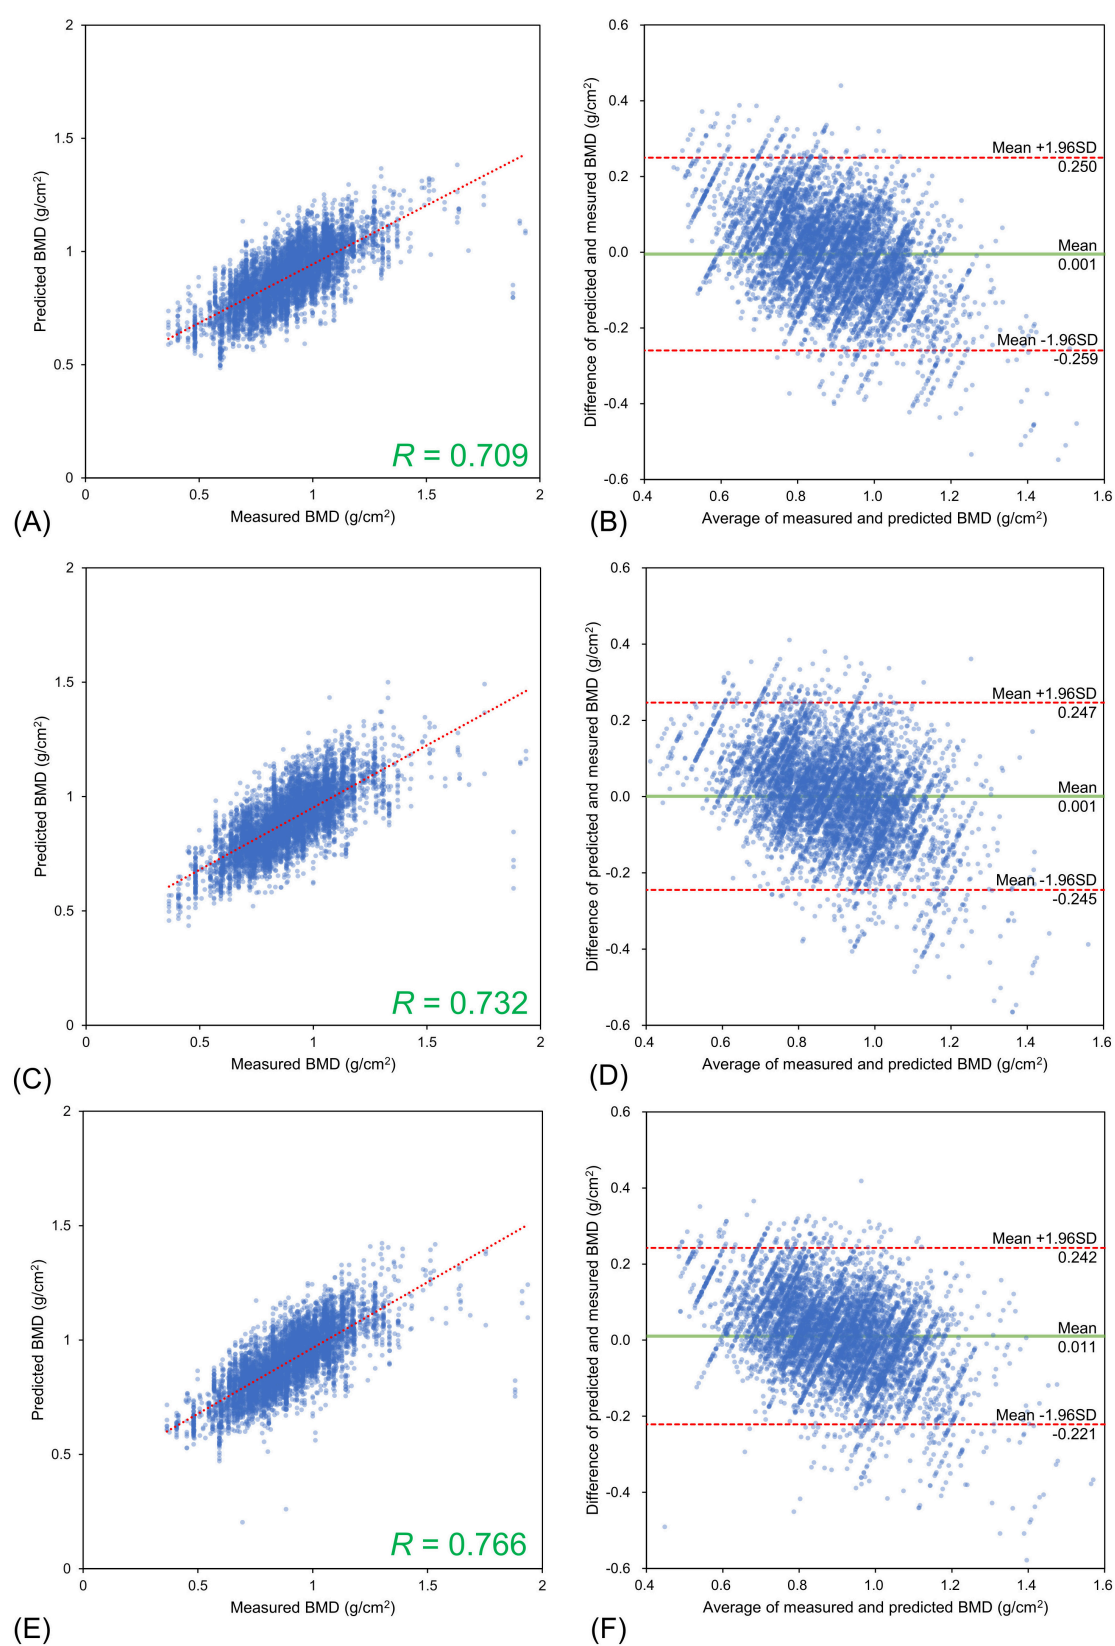 2
1.5
1
0.5
0
Predicted BMD (g/cm²)
0
0.5
1
1.5
2
Measured BMD (g/cm²)
R = 0.709
(A)
0.6
0.4
0.2
0.0
-0.2
-0.4
-0.6
Difference of predicted and mesured BMD (g/cm²)
Mean +1.96SD
0.250
Mean
0.001
Mean -1.96SD
-0.259
0.4
0.6
0.8
1.0
1.2
1.4
1.6
Average of measured and predicted BMD (g/cm²)
(B)
2
1.5
1
0.5
0
Predicted BMD (g/cm²)
0
0.5
1
1.5
2
Measured BMD (g/cm²)
R = 0.732
(C)
0.6
0.4
0.2
0.0
-0.2
-0.4
-0.6
Difference of predicted and mesured BMD (g/cm²)
Mean +1.96SD
0.247
Mean
0.001
Mean -1.96SD
-0.245
0.4
0.6
0.8
1.0
1.2
1.4
1.6
Average of measured and predicted BMD (g/cm²)
(D)
2
1.5
1
0.5
0
Predicted BMD (g/cm²)
0
0.5
1
1.5
2
Measured BMD (g/cm²)
R = 0.766
(E)
0.6
0.4
0.2
0.0
-0.2
-0.4
-0.6
Difference of predicted and mesured BMD (g/cm²)
Mean +1.96SD
0.242
Mean
0.011
Mean -1.96SD
-0.221
0.4
0.6
0.8
1.0
1.2
1.4
1.6
Average of measured and predicted BMD (g/cm²)
(F)